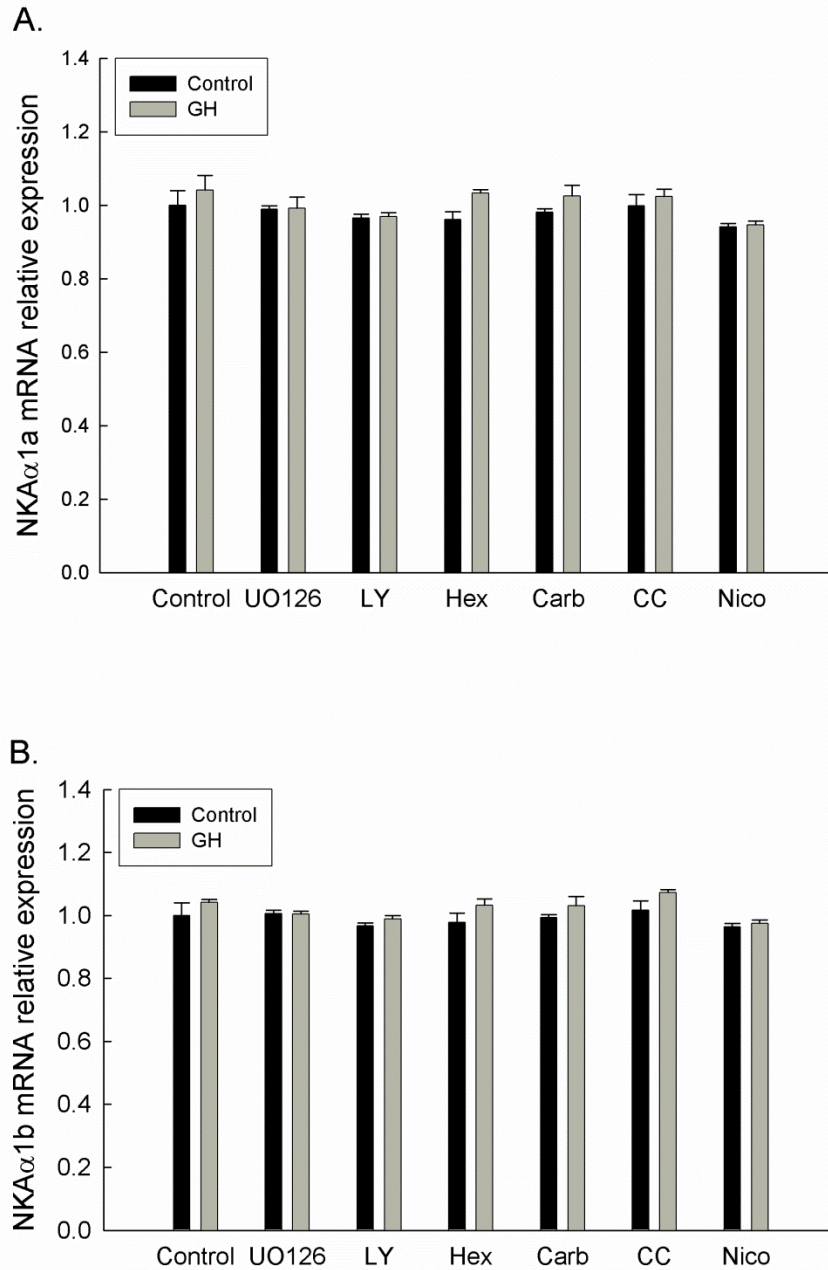 A.
NKAα1a mRNA relative expression
1.4
1.2
1.0
0.8
0.6
0.4
0.2
0.0
Control
GH
Control UO126 LY Hex Carb CC Nico
B.
NKAα1b mRNA relative expression
1.4
1.2
1.0
0.8
0.6
0.4
0.2
0.0
Control
GH
Control UO126 LY Hex Carb CC Nico